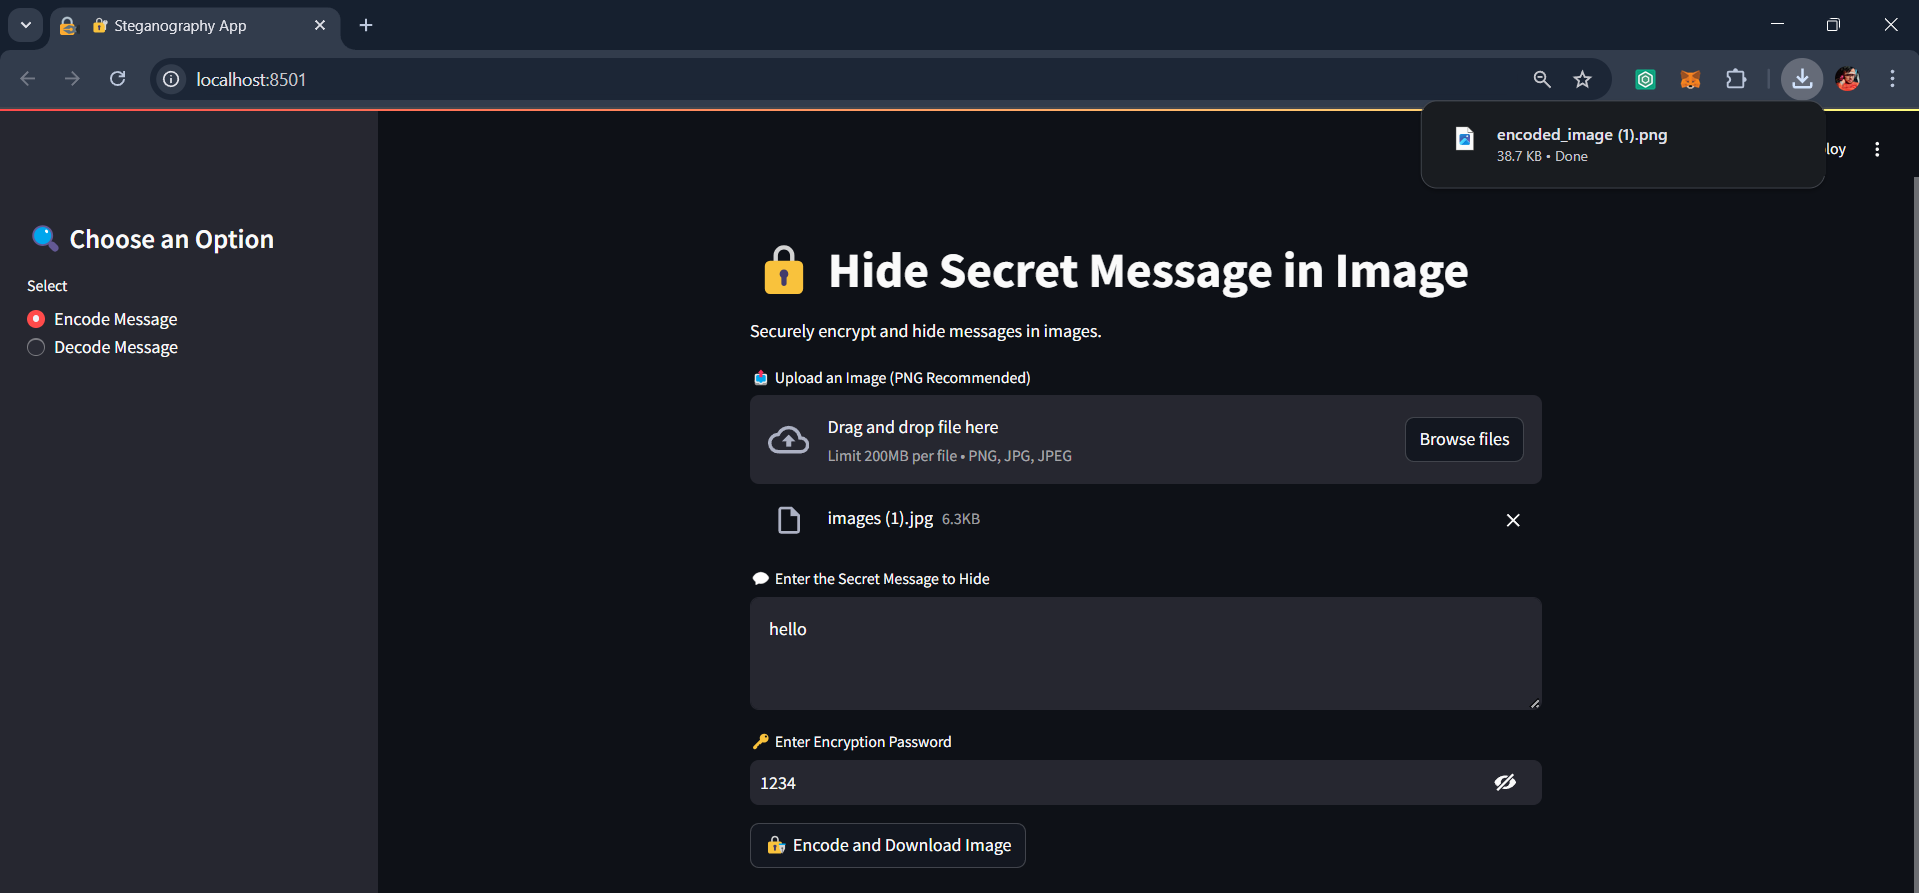 Steganography App
localhost:8501
encoded_image (1).png
38.7 KB • Done
loy
Choose an Option
Select
Encode Message
Decode Message
Hide Secret Message in Image
Securely encrypt and hide messages in images.
Upload an Image (PNG Recommended)
Drag and drop file here
Limit 200MB per file • PNG, JPG, JPEG
Browse files
images (1).jpg 6.3KB
Enter the Secret Message to Hide
hello
Enter Encryption Password
1234
Encode and Download Image